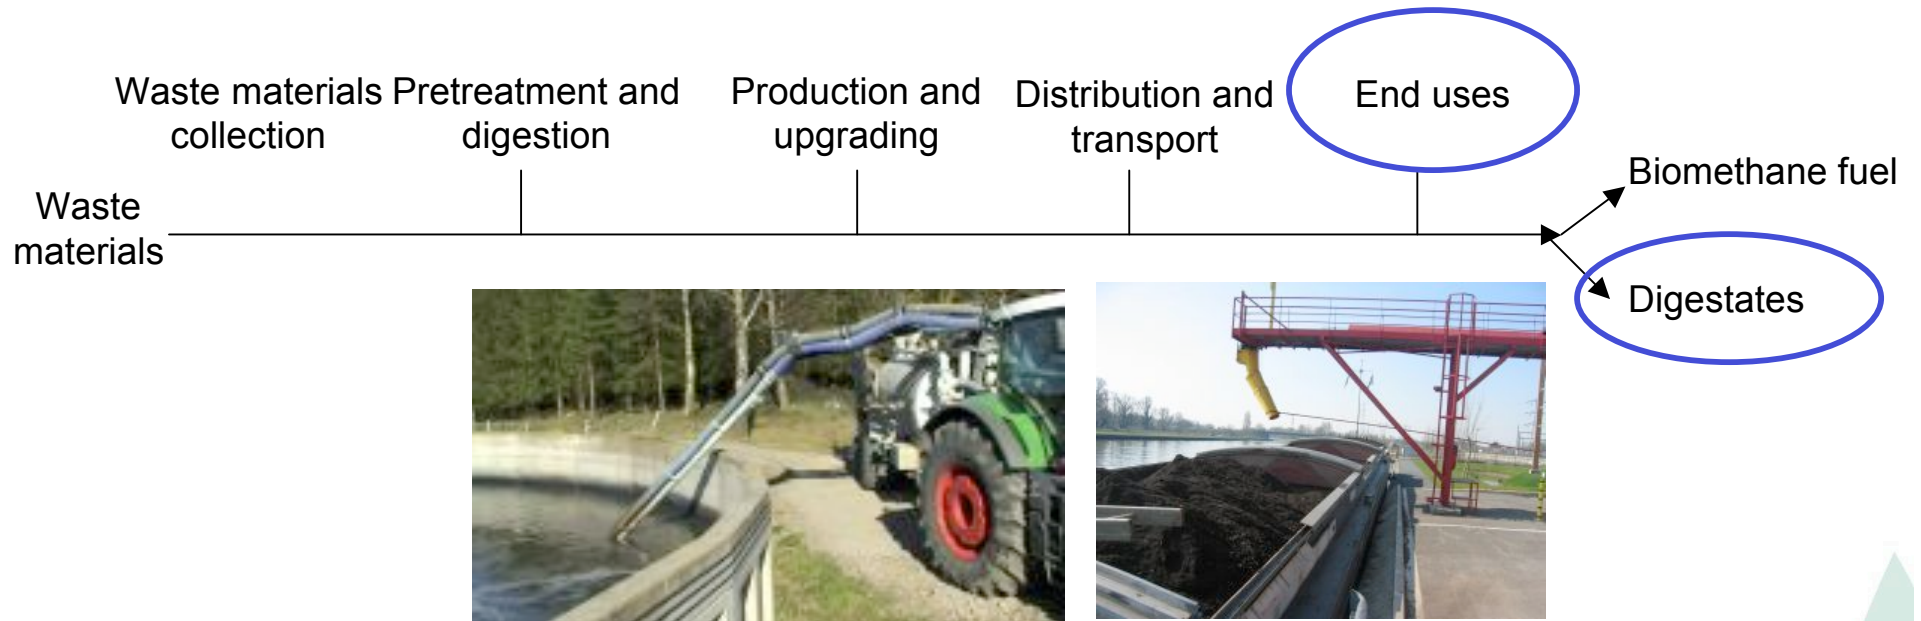 Waste materials
collection
Pretreatment and
digestion
Production and
upgrading
Distribution and
transport
End uses
Waste
materials
Biomethane fuel
Digestates